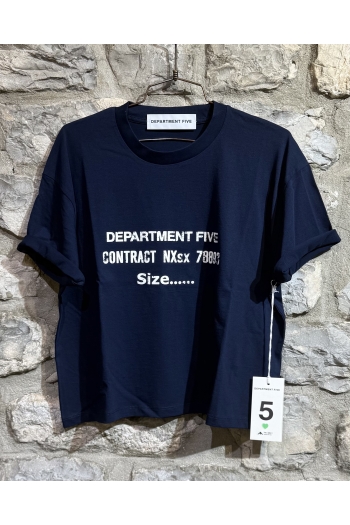 DEPARTMENT FIVE
DEPARTMENT FIVE
CONTRACT NXsx 78893
Size......
DEPARTMENT FIVE
5